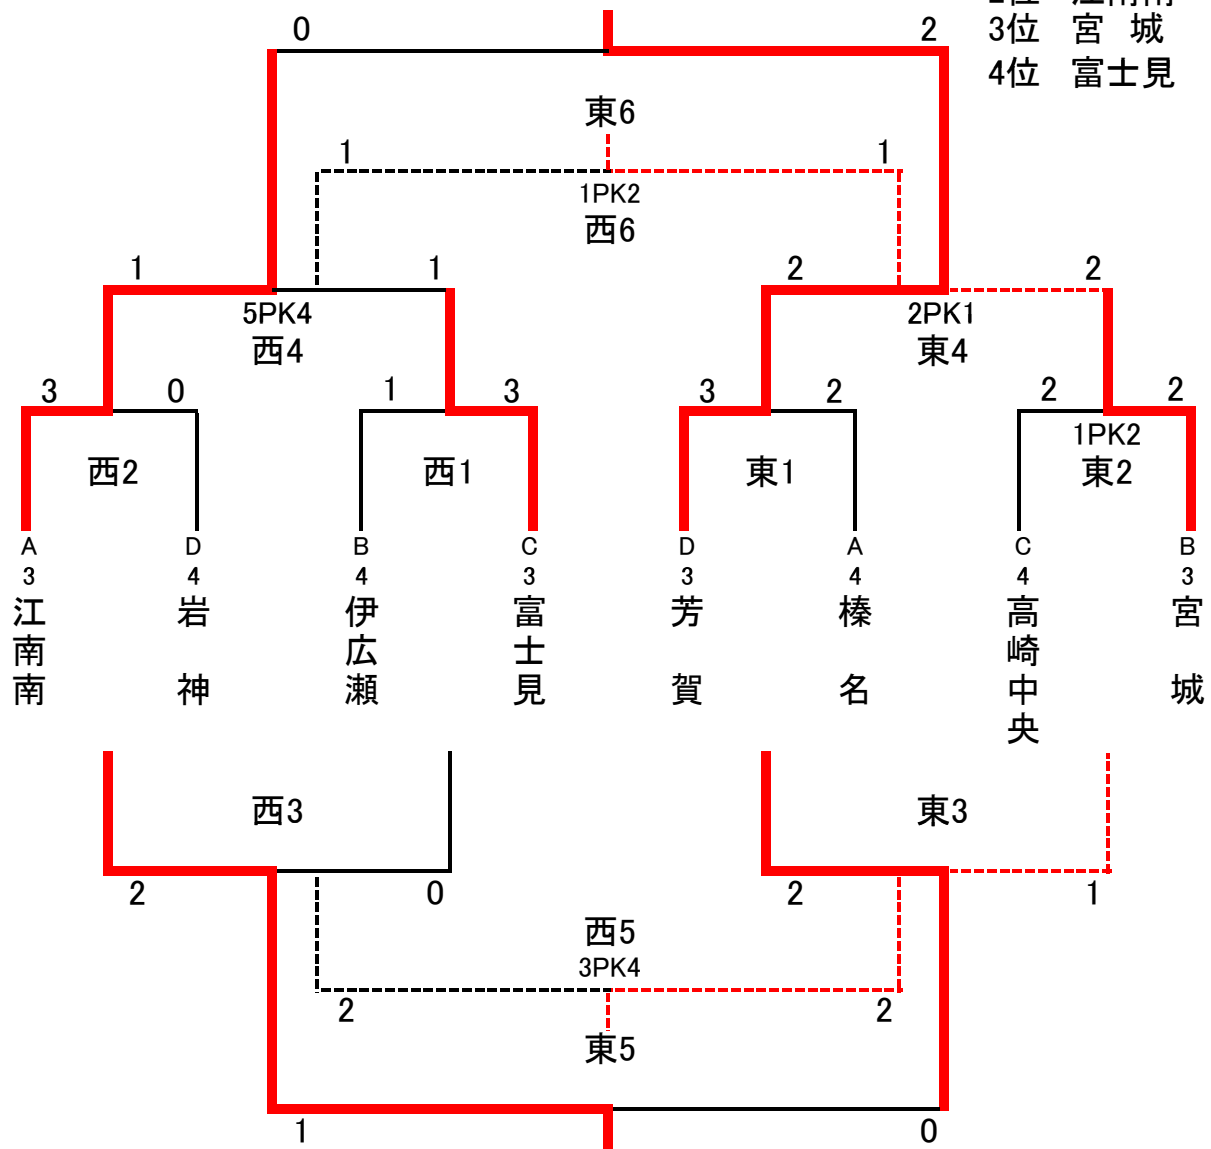 3位 宮 城
4位 富士見
0 2
東6
1 1
1PK2
西6
1 1 2 2
5PK4 2PK1
西4 東4
3 0 1 3 3 2 2 2
1PK2
西2 西1 東1 東2
A D B C D A C B
3 4 4 3 3 4 4 3
江南南 岩神 伊広瀬 富士見 芳賀 榛名 高崎中央 宮城
西3 東3
2 0 2 1
西5
3PK4
2 2
東5
1 0